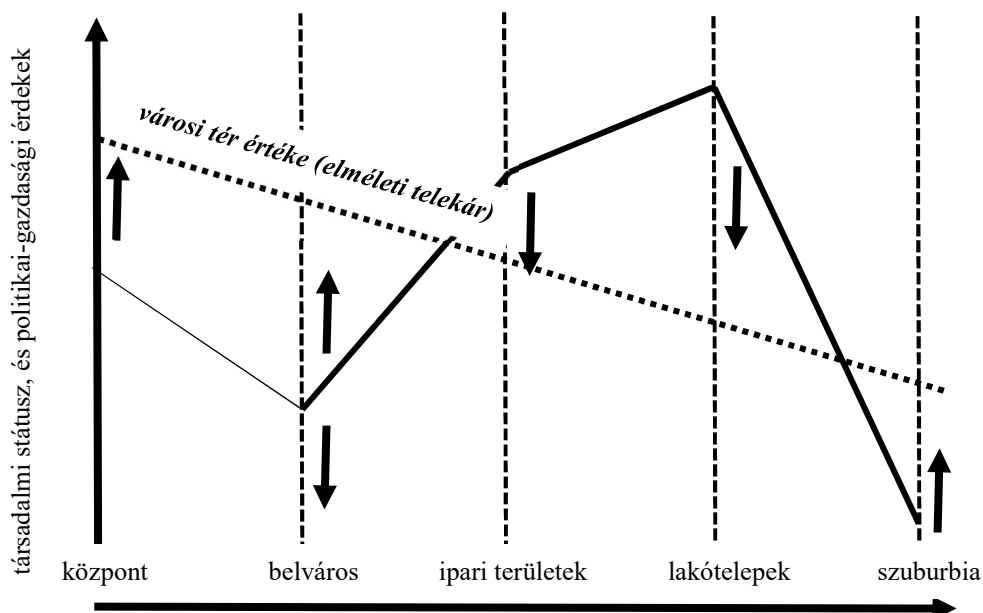 társadalmi státusz, és politikai-gazdasági érdekek
városi tér értéke (elméleti telekár)
központ
belváros
ipari területek
lakótelepek
szuburbia